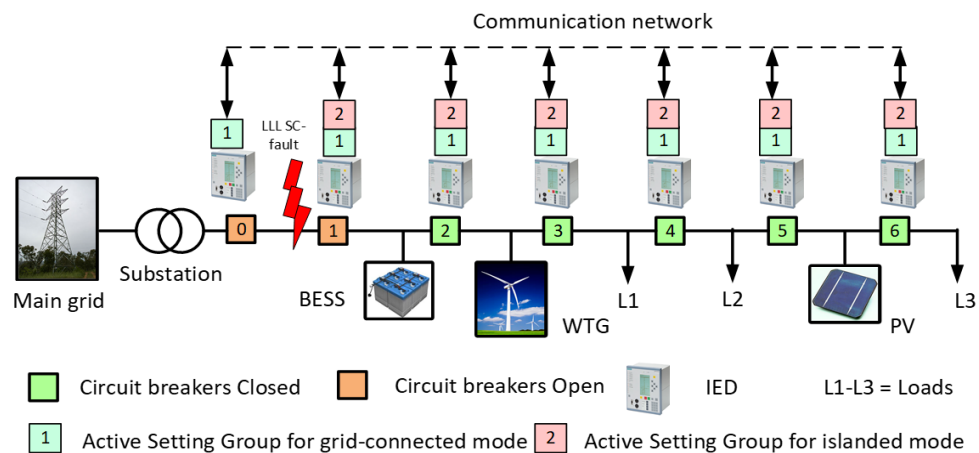 Communication network
2 2 2 2 2 2
1 LLL SC-fault 1 1 1 1 1 1
0 1 2 3 4 5 6
Main grid
Substation
BESS
WTG
L1
L2
PV
L3
Circuit breakers Closed
Circuit breakers Open
IED
L1-L3 = Loads
1 Active Setting Group for grid-connected mode
2 Active Setting Group for islanded mode